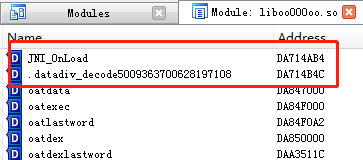 Modules
Module: liboo000oo.so
Name Address
D JNI_OnLoad DA714AB4
D .datadiv_decode5009363700628197108 DA714B4C
D oatdata DA847000
D oatexec DA84F000
D oatlastword DA84F0A2
D oatdex DA850000
D oatdexlastword DAA3511C